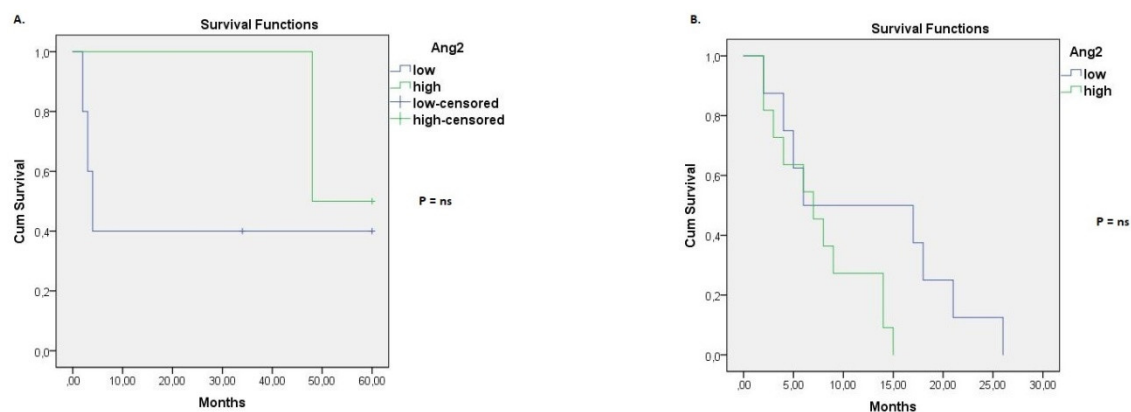 A.
Survival Functions
Ang2
low
high
low-censored
high-censored
P = ns
Cum Survival
1,0
0,8
0,6
0,4
0,2
0,0
,00 10,00 20,00 30,00 40,00 50,00 60,00
Months
B.
Survival Functions
Ang2
low
high
P = ns
Cum Survival
1,0
0,8
0,6
0,4
0,2
0,0
,00 5,00 10,00 15,00 20,00 25,00 30,00
Months